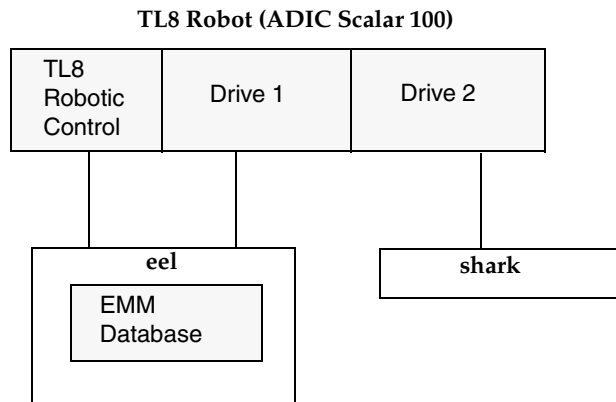 TL8 Robot (ADIC Scalar 100)
TL8
Robotic
Control
Drive 1
Drive 2
eel
shark
EMM
Database